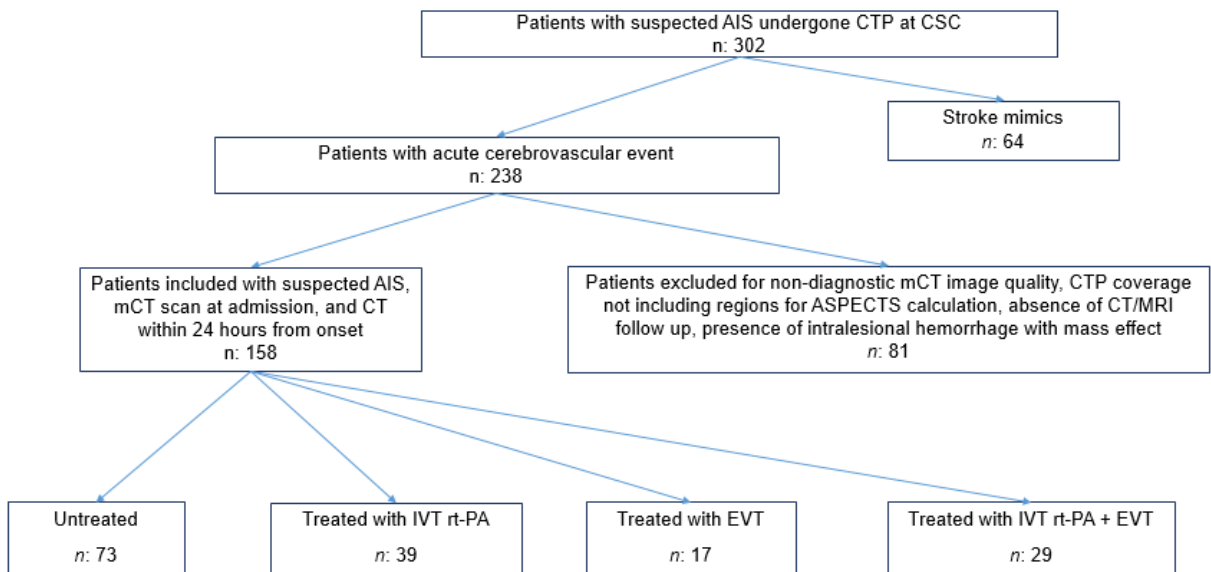 Patients with suspected AIS undergone CTP at CSC
n: 302
Stroke mimics
n: 64
Patients with acute cerebrovascular event
n: 238
Patients included with suspected AIS,
mCT scan at admission, and CT
within 24 hours from onset
n: 158
Patients excluded for non-diagnostic mCT image quality, CTP coverage
not including regions for ASPECTS calculation, absence of CT/MRI
follow up, presence of intralesional hemorrhage with mass effect
n: 81
Untreated
n: 73
Treated with IVT rt-PA
n: 39
Treated with EVT
n: 17
Treated with IVT rt-PA + EVT
n: 29